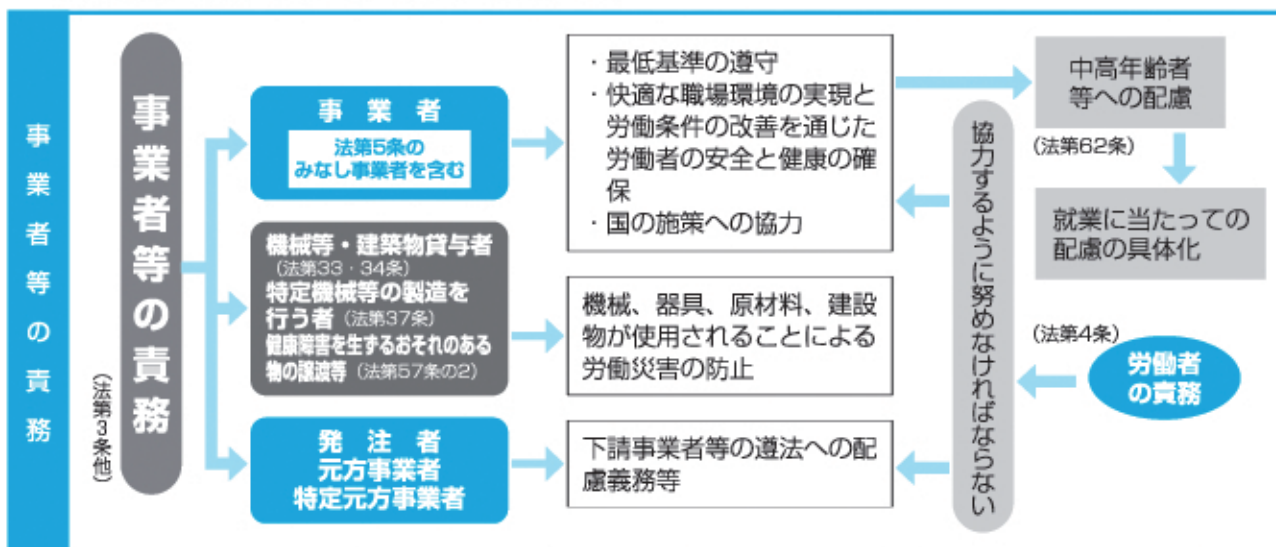 事業者等の責務
事業者等の責務
(法第3条他)
事業者
法第5条の
みなし事業者を含む
・最低基準の遵守
・快適な職場環境の実現と
労働条件の改善を通じた
労働者の安全と健康の確
保
・国の施策への協力
機械等・建築物貸与者
(法第33・34条)
特定機械等の製造を
行う者(法第37条)
健康障害を生ずるおそれのある
物の譲渡等(法第57条の2)
機械、器具、原材料、建設
物が使用されることによる
労働災害の防止
発注者
元方事業者
特定元方事業者
下請事業者等の遵法への配
慮義務等
協力するように努めなければならない
中高年齢者
等への配慮
(法第62条)
就業に当たっての
配慮の具体化
(法第4条)
労働者
の責務